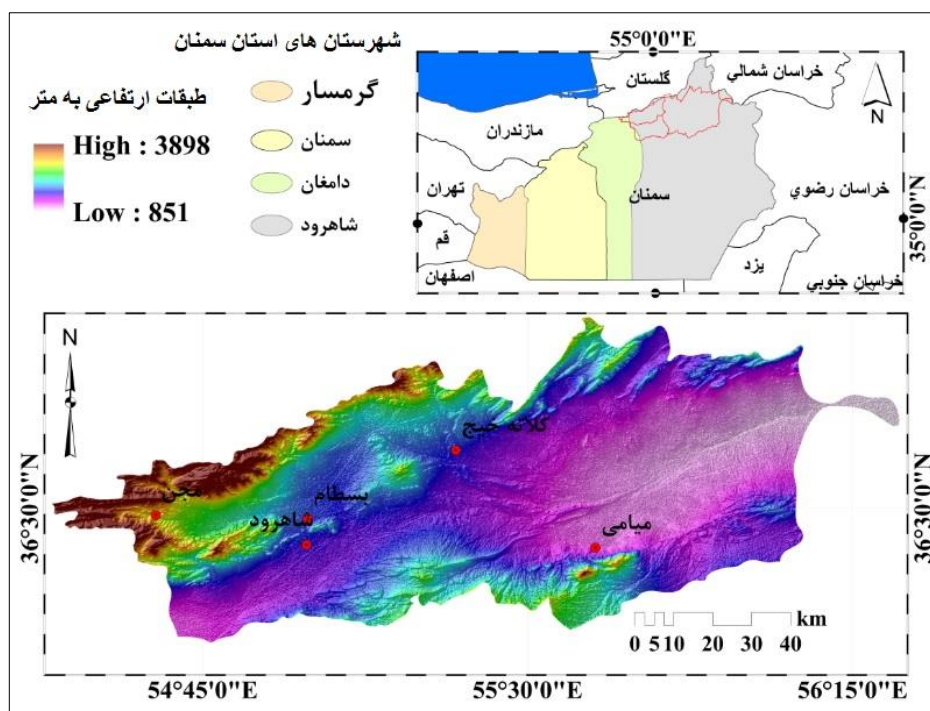 شهرستان های استان سمنان
طبقات ارتفاعی به متر
High : 3898
Low : 851
گرمسار
سمنان
دامغان
شاهرود
55°0'0"E
گلستان
خراسان شمالي
N
مازندران
تهران
سمنان
خراسان رضوي
35°0'0"N
قم
اصفهان
یزد
خراسان جنوبي
N
کلاته خیج
مجن
بسطام
شاهرود
میامی
36°30'0"N
36°30'0"N
km
0 5 10 20 30 40
54°45'0"E
55°30'0"E
56°15'0"E